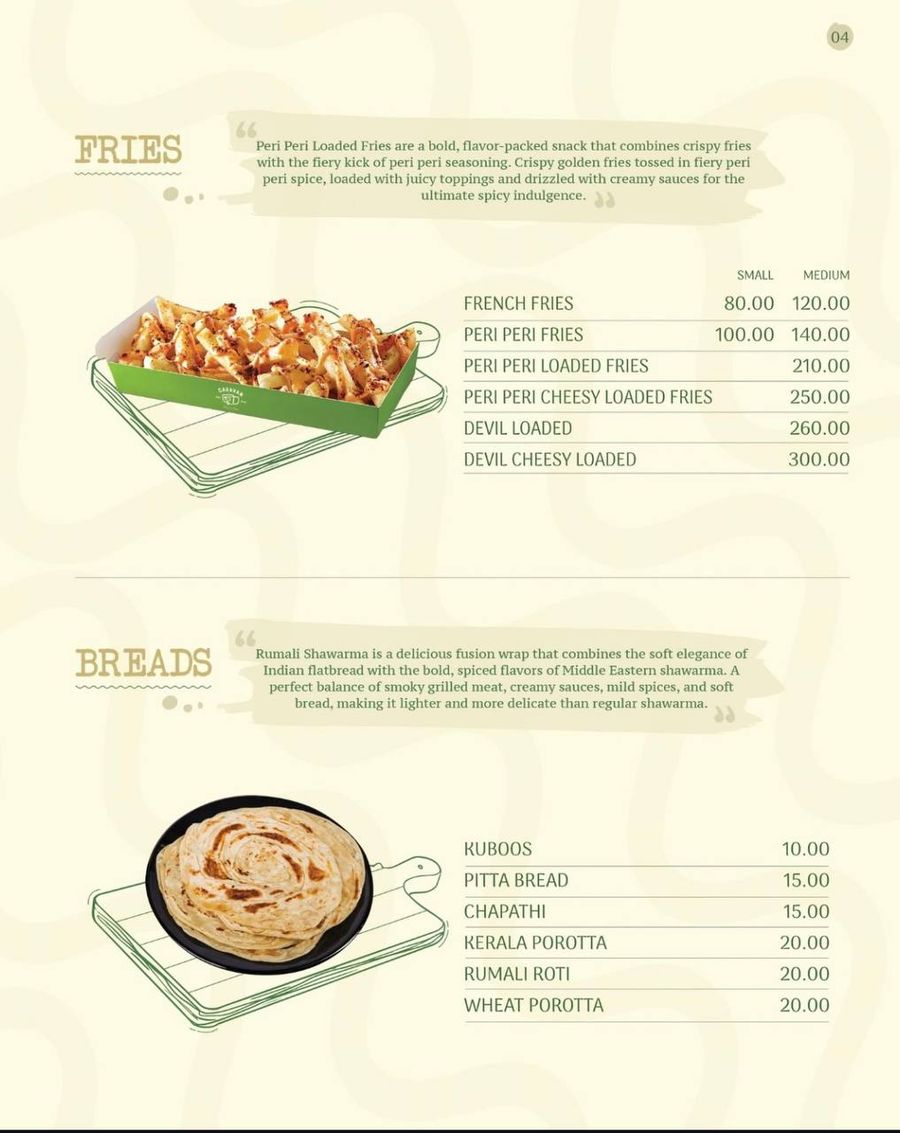 04
FRIES
“
Peri Peri Loaded Fries are a bold, flavor-packed snack that combines crispy fries
with the fiery kick of peri peri seasoning. Crispy golden fries tossed in fiery peri
peri spice, loaded with juicy toppings and drizzled with creamy sauces for the
ultimate spicy indulgence. ”
SMALL MEDIUM
FRENCH FRIES 80.00 120.00
PERI PERI FRIES 100.00 140.00
PERI PERI LOADED FRIES 210.00
PERI PERI CHEESY LOADED FRIES 250.00
DEVIL LOADED 260.00
DEVIL CHEESY LOADED 300.00
BREADS
“
Rumali Shawarma is a delicious fusion wrap that combines the soft elegance of
Indian flatbread with the bold, spiced flavors of Middle Eastern shawarma. A
perfect balance of smoky grilled meat, creamy sauces, mild spices, and soft
bread, making it lighter and more delicate than regular shawarma. ”
KUBOOS 10.00
PITTA BREAD 15.00
CHAPATHI 15.00
KERALA POROTTA 20.00
RUMALI ROTI 20.00
WHEAT POROTTA 20.00